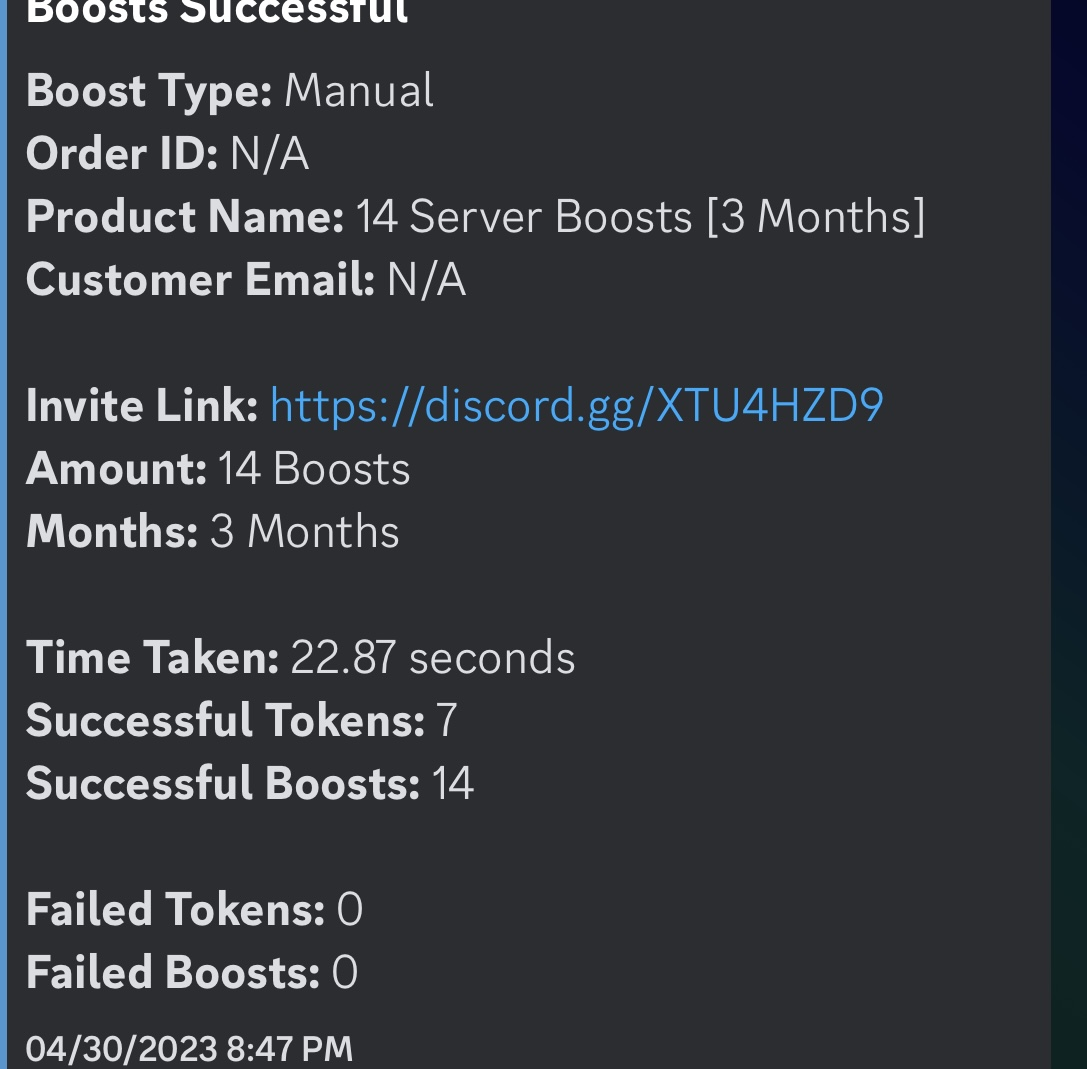 Boosts Successful
Boost Type: Manual
Order ID: N/A
Product Name: 14 Server Boosts [3 Months]
Customer Email: N/A
Invite Link: https://discord.gg/XTU4HZD9
Amount: 14 Boosts
Months: 3 Months
Time Taken: 22.87 seconds
Successful Tokens: 7
Successful Boosts: 14
Failed Tokens: 0
Failed Boosts: 0
04/30/2023 8:47 PM